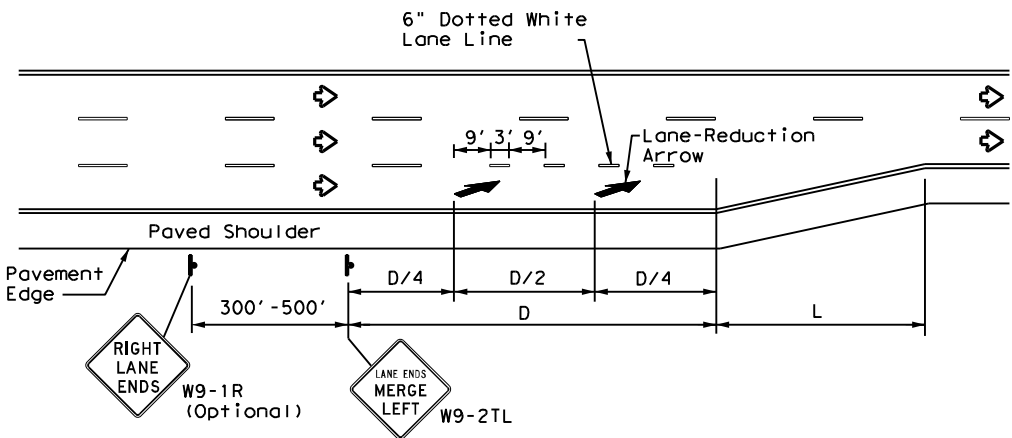 6" Dotted White
Lane Line
9' 3' 9'
Lane-Reduction
Arrow
Paved Shoulder
Pavement
Edge
D/4 D/2 D/4
300'-500' D L
RIGHT
LANE
ENDS
W9-1R
(Optional)
LANE ENDS
MERGE
LEFT
W9-2TL